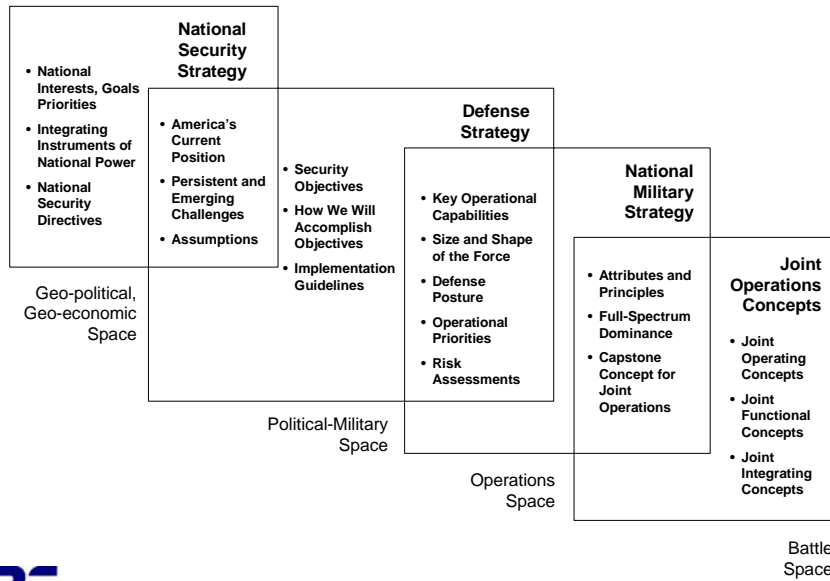 National
Security
Strategy
• National
Interests, Goals
Priorities
• Integrating
Instruments of
National Power
• National
Security
Directives
• America's
Current
Position
• Persistent and
Emerging
Challenges
• Assumptions
Geo-political,
Geo-economic
Space
Defense
Strategy
• Security
Objectives
• How We Will
Accomplish
Objectives
• Implementation
Guidelines
• Key Operational
Capabilities
• Size and Shape
of the Force
• Defense
Posture
• Operational
Priorities
• Risk
Assessments
Political-Military
Space
National
Military
Strategy
• Attributes and
Principles
• Full-Spectrum
Dominance
• Capstone
Concept for
Joint
Operations
Operations
Space
Joint
Operations
Concepts
• Joint
Operating
Concepts
• Joint
Functional
Concepts
• Joint
Integrating
Concepts
Battle
Space